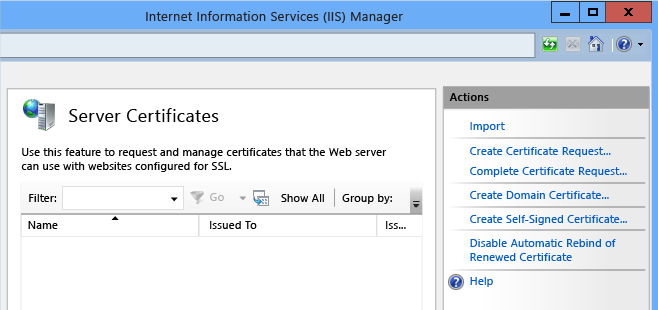 Internet Information Services (IIS) Manager
Server Certificates
Use this feature to request and manage certificates that the Web server
can use with websites configured for SSL.
Filter: Go Show All Group by:
Name Issued To Iss...
Actions
Import
Create Certificate Request...
Complete Certificate Request...
Create Domain Certificate...
Create Self-Signed Certificate...
Disable Automatic Rebind of
Renewed Certificate
Help